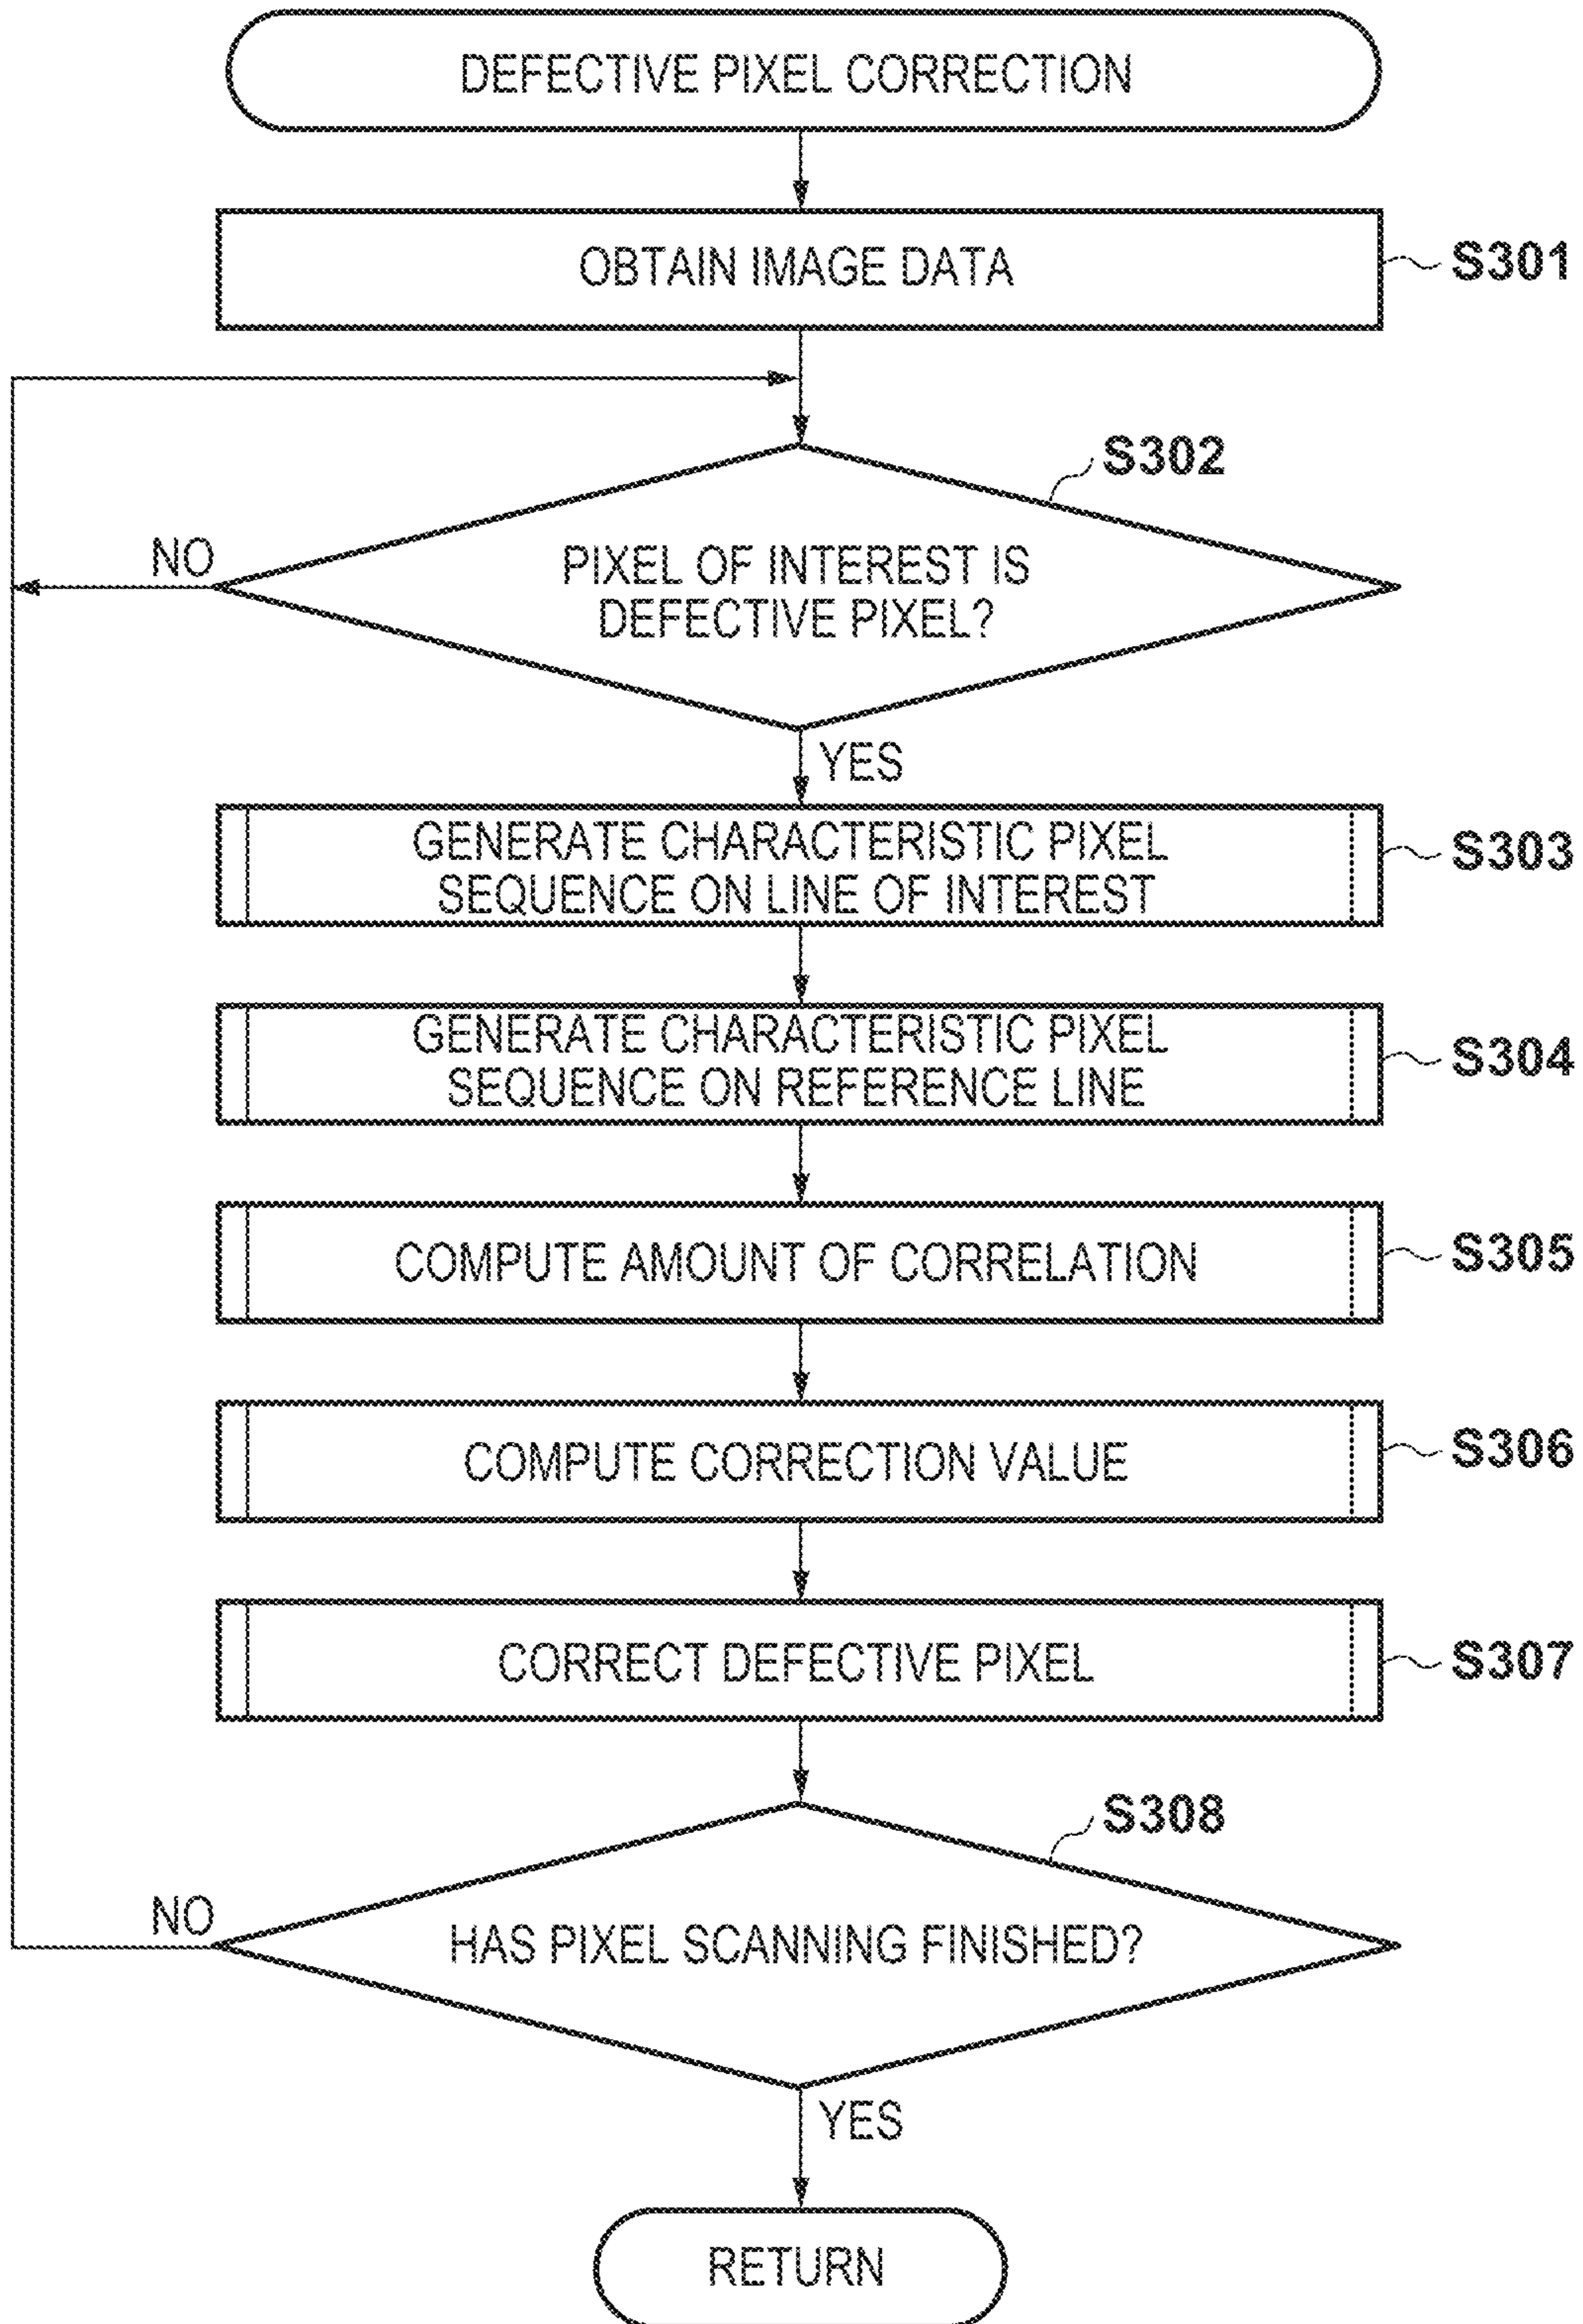 DEFECTIVE PIXEL CORRECTION
OBTAIN IMAGE DATA
S301
S302
NO
PIXEL OF INTEREST IS
DEFECTIVE PIXEL?
YES
GENERATE CHARACTERISTIC PIXEL
SEQUENCE ON LINE OF INTEREST
S303
GENERATE CHARACTERISTIC PIXEL
SEQUENCE ON REFERENCE LINE
S304
COMPUTE AMOUNT OF CORRELATION
S305
COMPUTE CORRECTION VALUE
S306
CORRECT DEFECTIVE PIXEL
S307
S308
NO
HAS PIXEL SCANNING FINISHED?
YES
RETURN